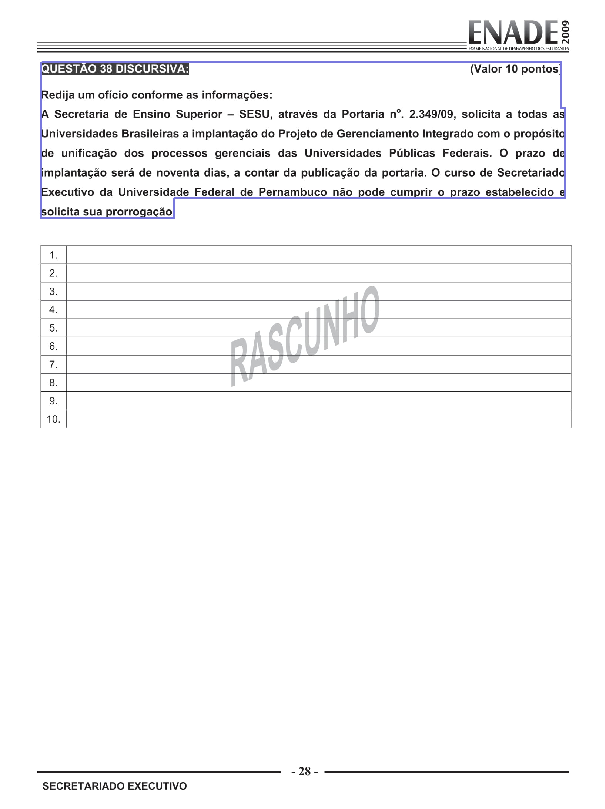 ENADE 2009
EXAME NACIONAL DE DESEMPENHO DOS ESTUDANTES
QUESTÃO 38 DISCURSIVA: (Valor 10 pontos)
Redija um ofício conforme as informações:
A Secretaria de Ensino Superior – SESU, através da Portaria nº. 2.349/09, solicita a todas as
Universidades Brasileiras a implantação do Projeto de Gerenciamento Integrado com o propósito
de unificação dos processos gerenciais das Universidades Públicas Federais. O prazo de
implantação será de noventa dias, a contar da publicação da portaria. O curso de Secretariado
Executivo da Universidade Federal de Pernambuco não pode cumprir o prazo estabelecido e
solicita sua prorrogação.
1.
2.
3.
4.
5.
6.
7.
8.
9.
10.
RASCUNHO
- 28 -
SECRETARIADO EXECUTIVO